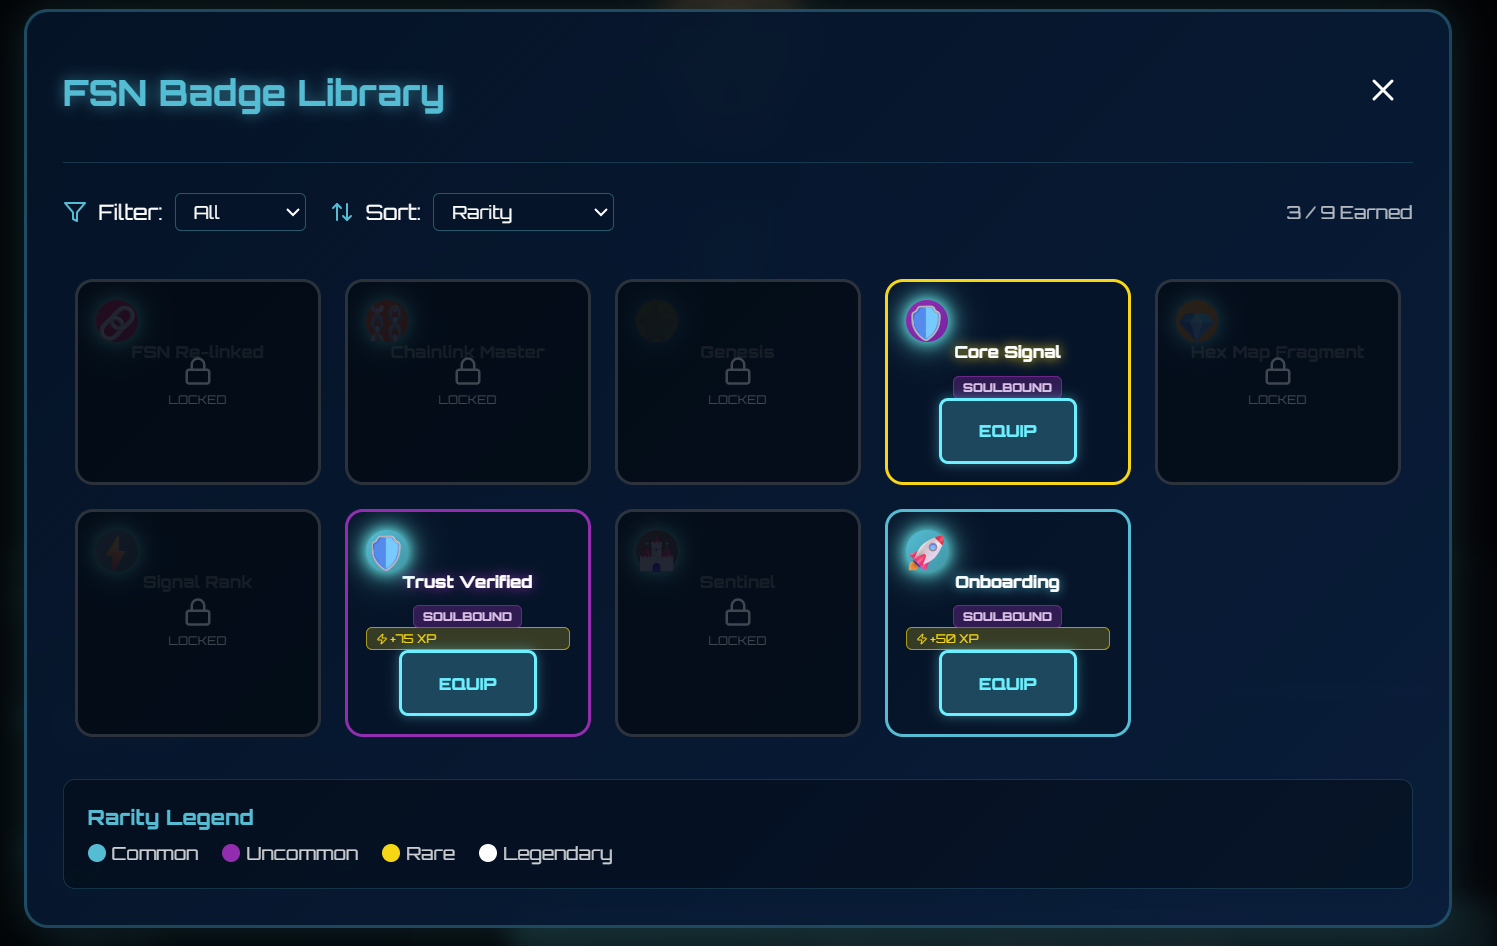 FSN Badge Library
Filter: All Sort: Rarity 3 / 9 Earned
FSN Re-linked
LOCKED
Chainlink Master
LOCKED
Genesis
LOCKED
Core Signal
SOULBOUND
EQUIP
Hex Map Fragment
LOCKED
Signal Rank
LOCKED
Trust Verified
SOULBOUND
+75 XP
EQUIP
Sentinel
LOCKED
Onboarding
SOULBOUND
+50 XP
EQUIP
Rarity Legend
Common Uncommon Rare Legendary